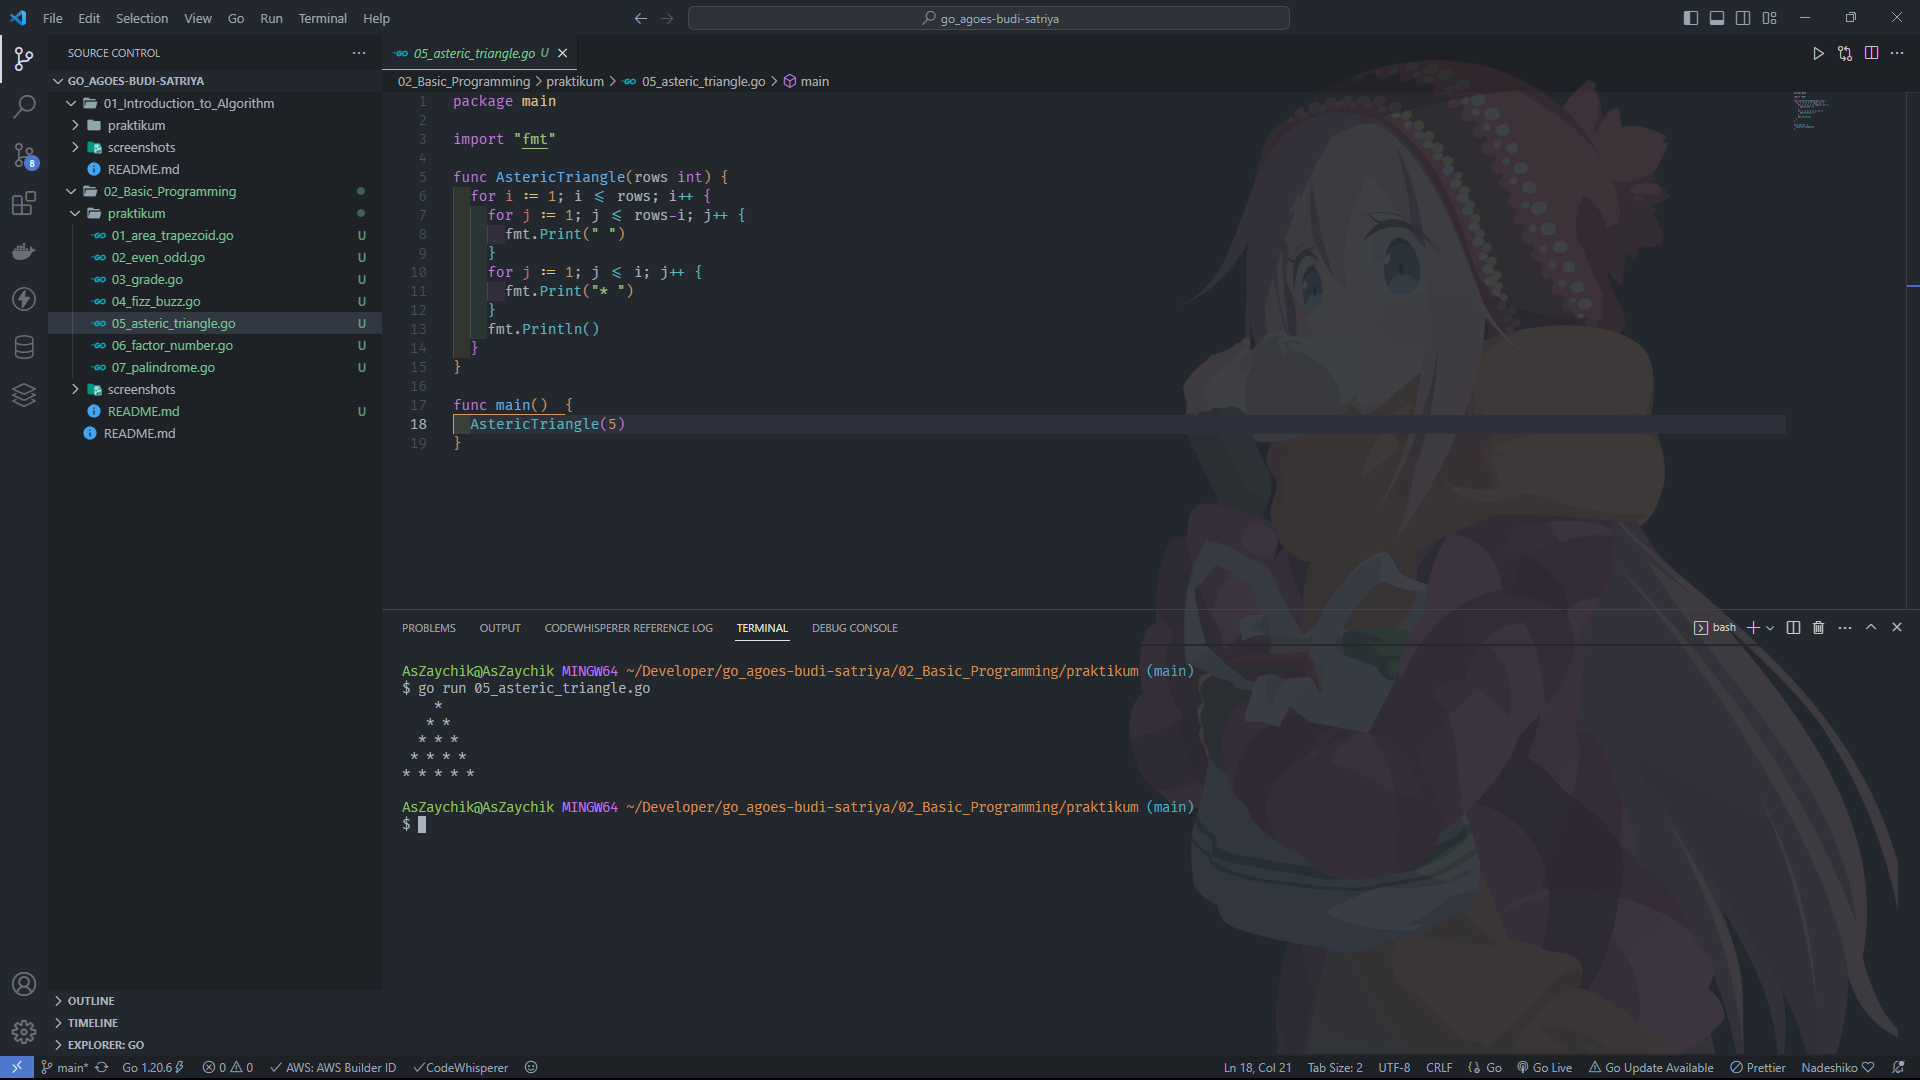 File Edit Selection View Go Run Terminal Help
go_agoes-budi-satriya
SOURCE CONTROL
GO_AGOES-BUDI-SATRIYA
01_Introduction_to_Algorithm
praktikum
screenshots
README.md
02_Basic_Programming
praktikum
01_area_trapezoid.go U
02_even_odd.go U
03_grade.go U
04_fizz_buzz.go U
05_asteric_triangle.go U
06_factor_number.go U
07_palindrome.go U
screenshots
README.md U
README.md
8
OUTLINE
TIMELINE
EXPLORER: GO
05_asteric_triangle.go U
02_Basic_Programming > praktikum > 05_asteric_triangle.go > main
1 package main
2
3 import "fmt"
4
5 func AstericTriangle(rows int) {
6 for i := 1; i <= rows; i++ {
7 for j := 1; j <= rows-i; j++ {
8 fmt.Print(" ")
9 }
10 for j := 1; j <= i; j++ {
11 fmt.Print("* ")
12 }
13 fmt.Println()
14 }
15 }
16
17 func main()  {
18 AstericTriangle(5)
19 }
PROBLEMS OUTPUT CODEWHISPERER REFERENCE LOG TERMINAL DEBUG CONSOLE
bash
AsZaychik@AsZaychik MINGW64 ~/Developer/go_agoes-budi-satriya/02_Basic_Programming/praktikum (main)
$ go run 05_asteric_triangle.go
*
* *
* * *
* * * *
* * * * *
AsZaychik@AsZaychik MINGW64 ~/Developer/go_agoes-budi-satriya/02_Basic_Programming/praktikum (main)
$
main* Go 1.20.6 0 0 AWS: AWS Builder ID CodeWhisperer Ln 18, Col 21 Tab Size: 2 UTF-8 CRLF {} Go Go Live Go Update Available Prettier Nadeshiko